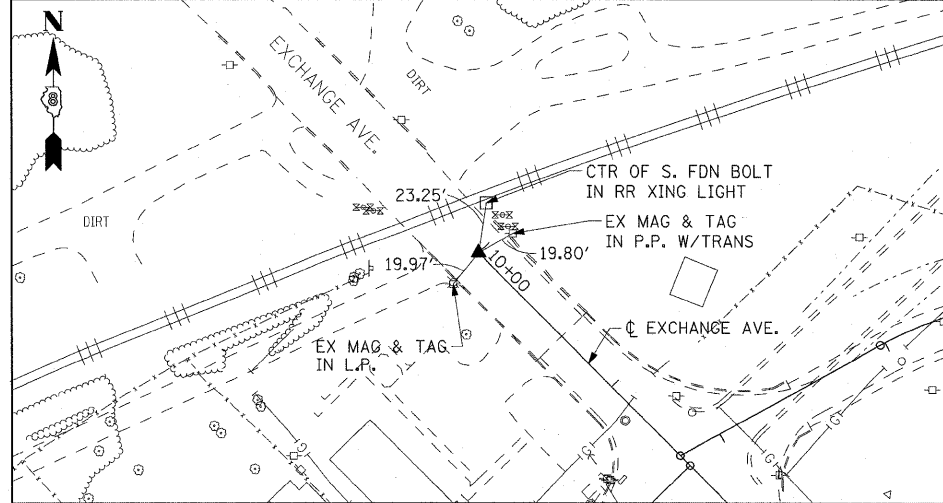 N
8
EXCHANGE AVE.
DIRT
DIRT
23.25'
CTR OF S. FDN BOLT
IN RR XING LIGHT
EX MAG & TAG
IN P.P. W/TRANS
19.80'
19.97'
10+00
℄ EXCHANGE AVE.
EX MAG & TAG
IN L.P.
G
G
G
G